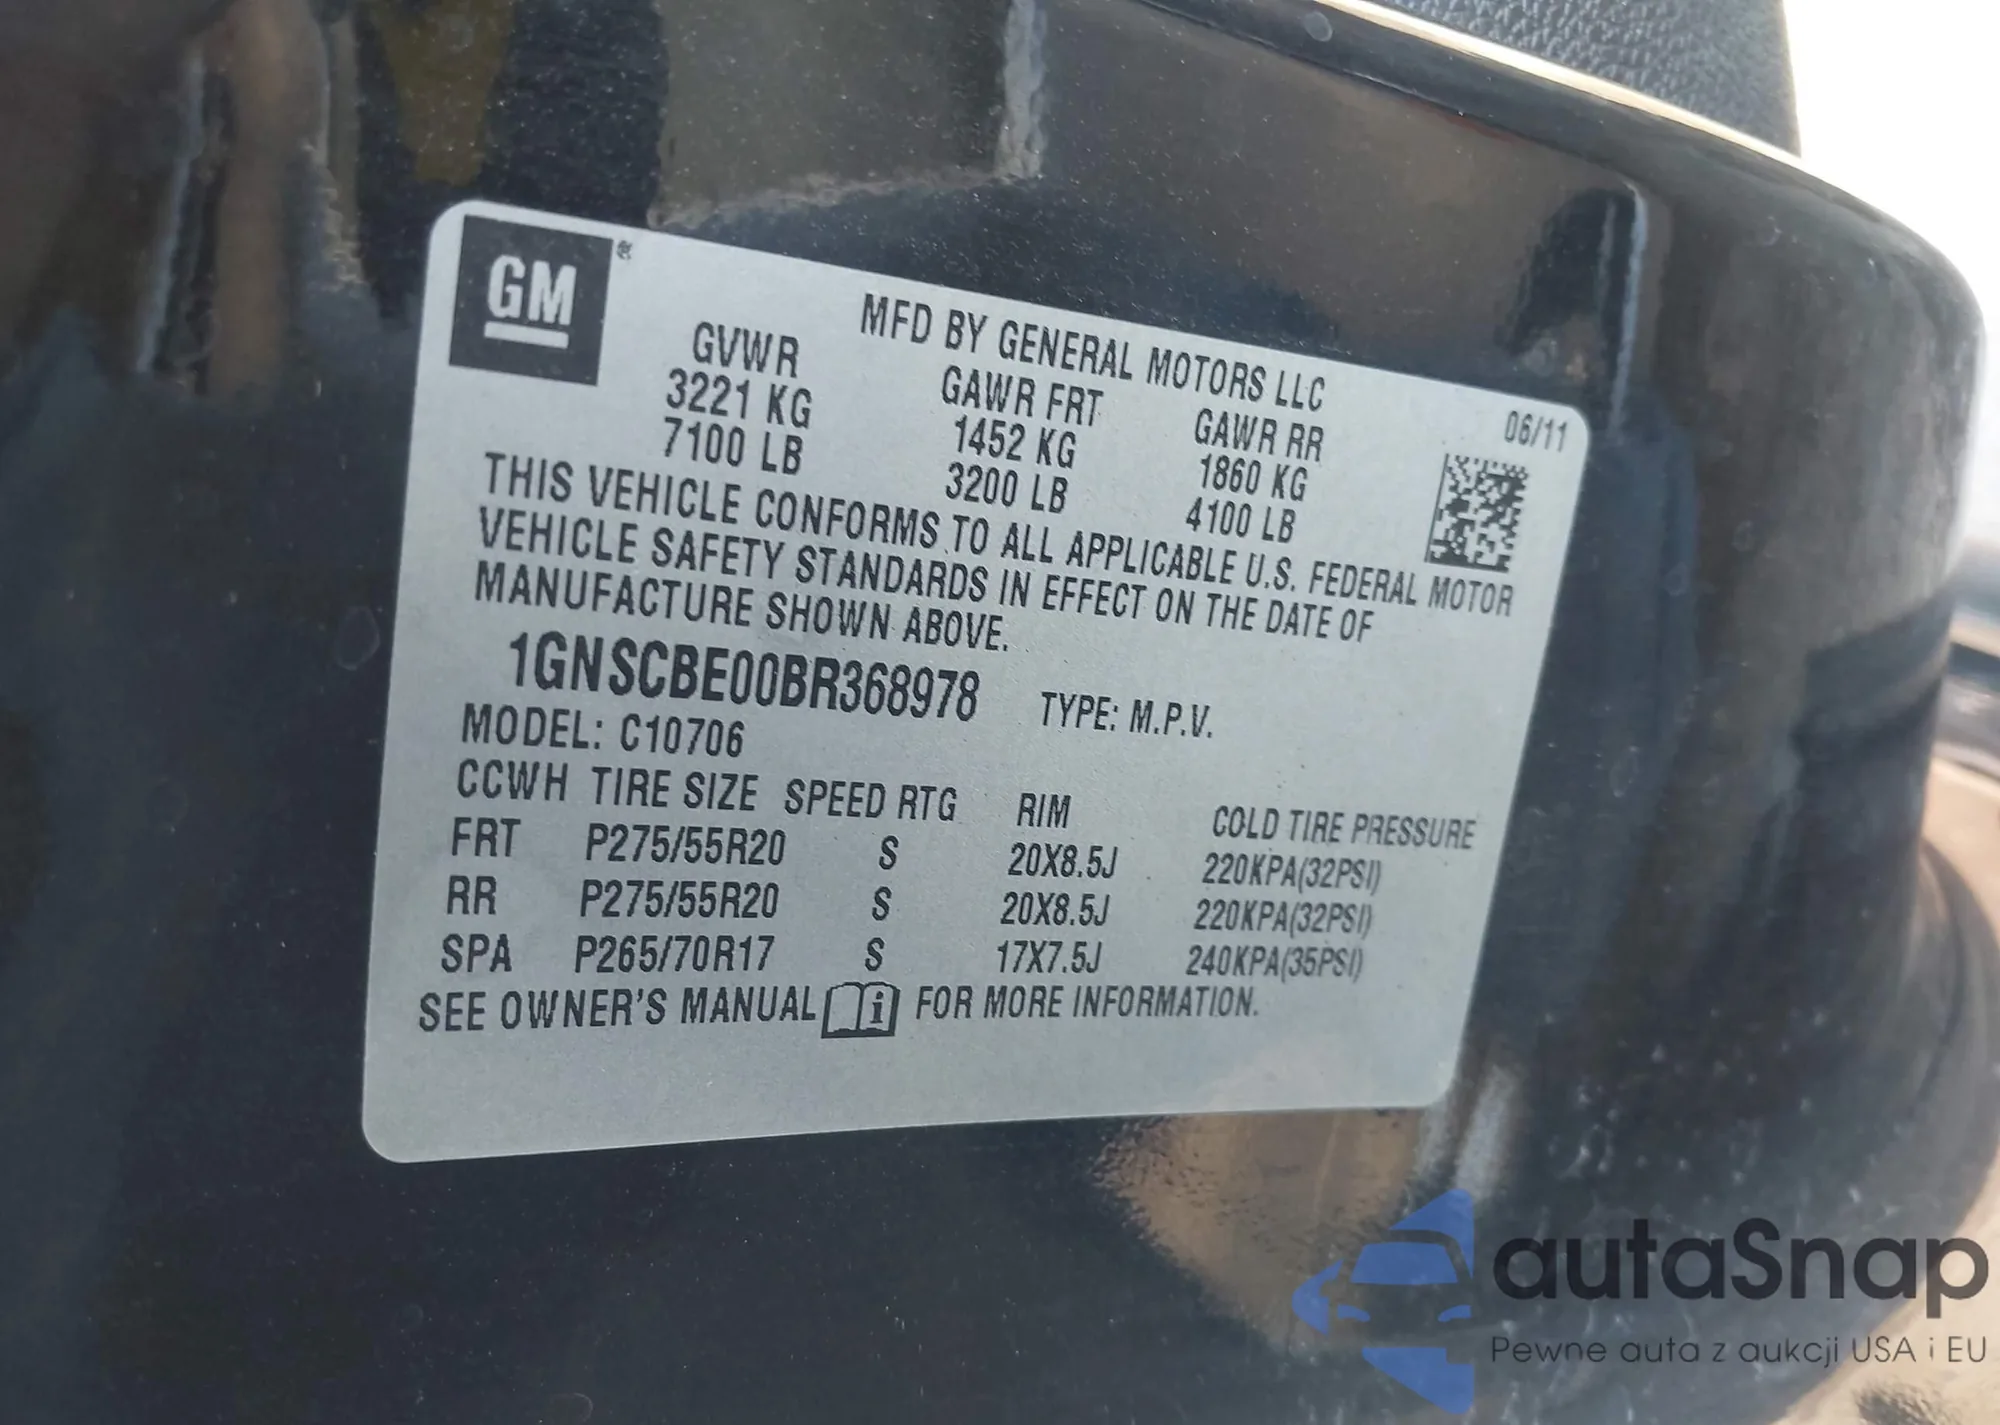 GM
MFD BY GENERAL MOTORS LLC
06/11
GVWR GAWR FRT GAWR RR
3221 KG 1452 KG 1860 KG
7100 LB 3200 LB 4100 LB
THIS VEHICLE CONFORMS TO ALL APPLICABLE U.S. FEDERAL MOTOR
VEHICLE SAFETY STANDARDS IN EFFECT ON THE DATE OF
MANUFACTURE SHOWN ABOVE.
1GNSCBE00BR368978 TYPE: M.P.V.
MODEL: C10706
CCWH TIRE SIZE SPEED RTG RIM COLD TIRE PRESSURE
FRT P275/55R20 S 20X8.5J 220KPA(32PSI)
RR P275/55R20 S 20X8.5J 220KPA(32PSI)
SPA P265/70R17 S 17X7.5J 240KPA(35PSI)
SEE OWNER'S MANUAL i FOR MORE INFORMATION.
autaSnap
Pewne auta z aukcji USA i EU